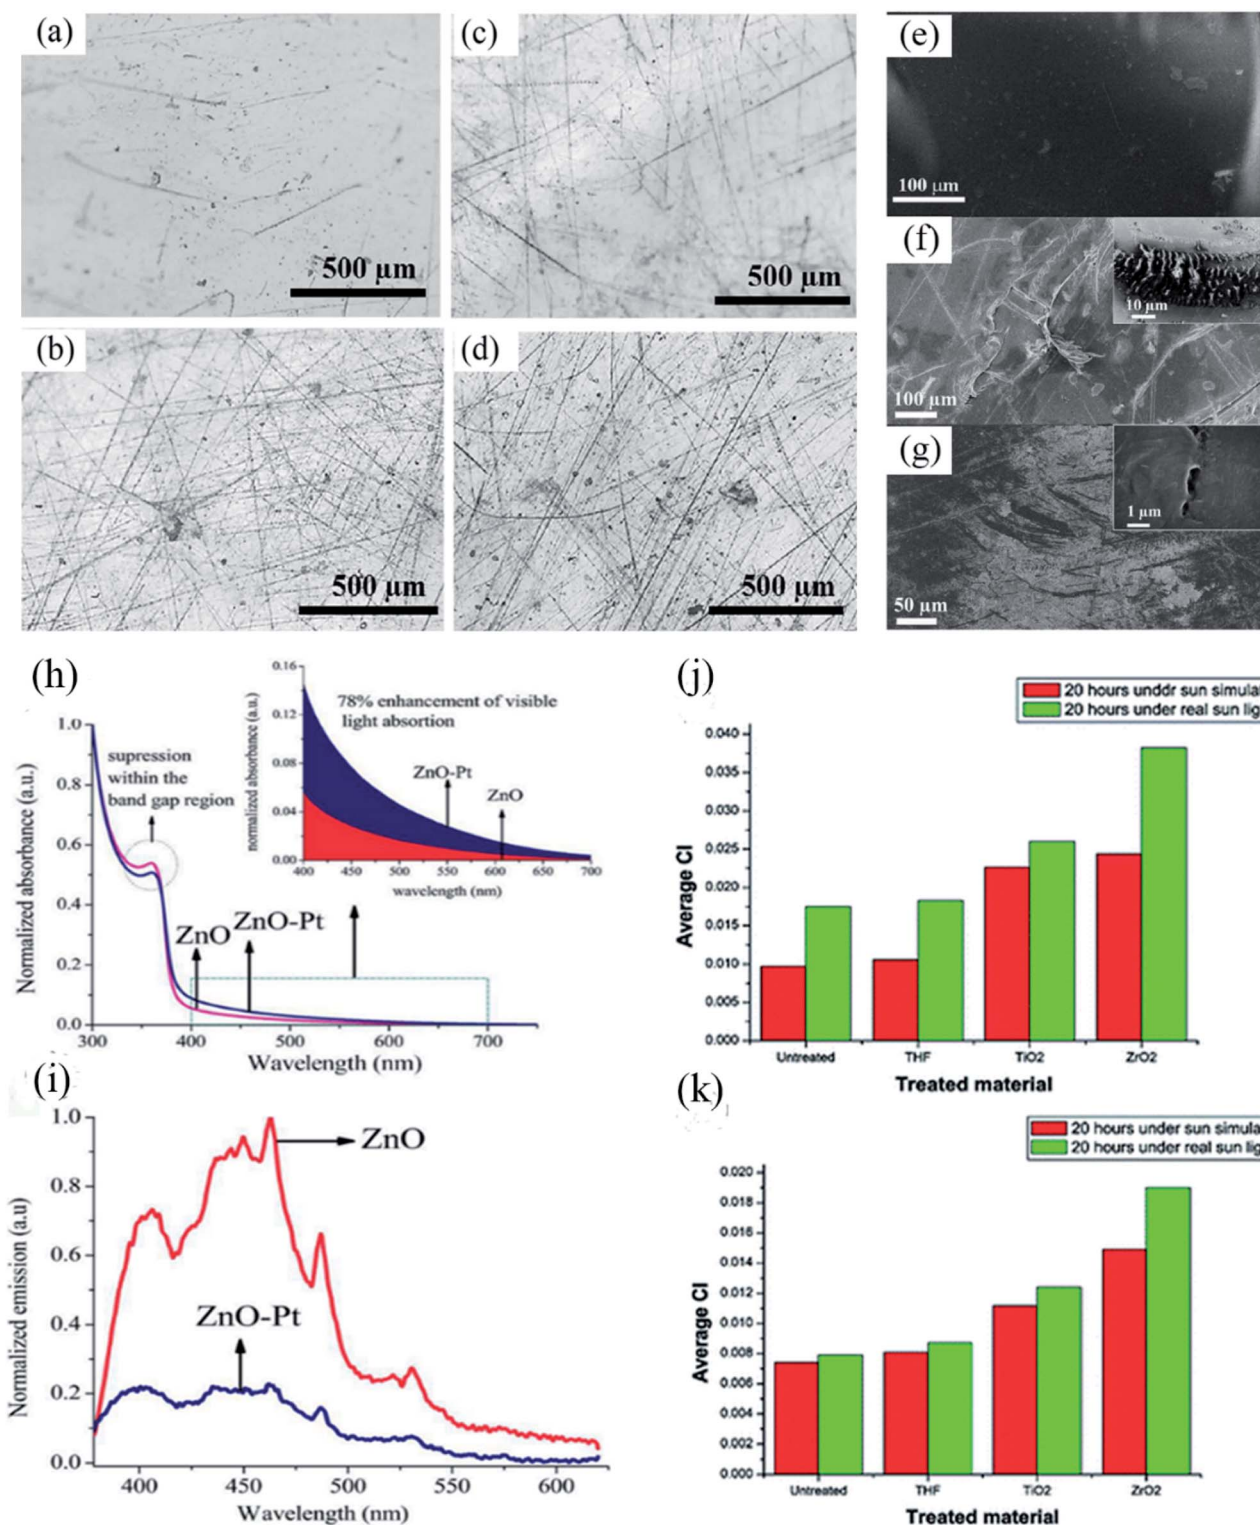 (a)
500 µm
(c)
500 µm
(b)
500 µm
(d)
500 µm
(e)
100 µm
(f)
10 µm
100 µm
(g)
1 µm
50 µm
(h)
Normalized absorbance (a.u.)
1.0
0.8
0.6
0.4
0.2
0.0
300
400
500
600
700
Wavelength (nm)
supression
within the
band gap region
ZnO
ZnO-Pt
normalized absorbance (a.u.)
0.16
0.12
0.08
0.04
0.00
400
450
500
550
600
650
700
wavelength (nm)
78% enhancement of visible
light absortion
ZnO-Pt
ZnO
(i)
Normalized emission (a.u)
1.0
0.8
0.6
0.4
0.2
0.0
400
450
500
550
600
Wavelength (nm)
ZnO
ZnO-Pt
(j)
20 hours unddr sun simula
20 hours under real sun lig
Average CI
0.040
0.035
0.030
0.025
0.020
0.015
0.010
0.005
0.000
Untreated
THF
TiO2
ZrO2
Treated material
(k)
20 hours under sun simula
20 hours under real sun lig
Average CI
0.020
0.018
0.016
0.014
0.012
0.010
0.008
0.006
0.004
0.002
0.000
Untreated
THF
TiO2
ZrO2
Treated material